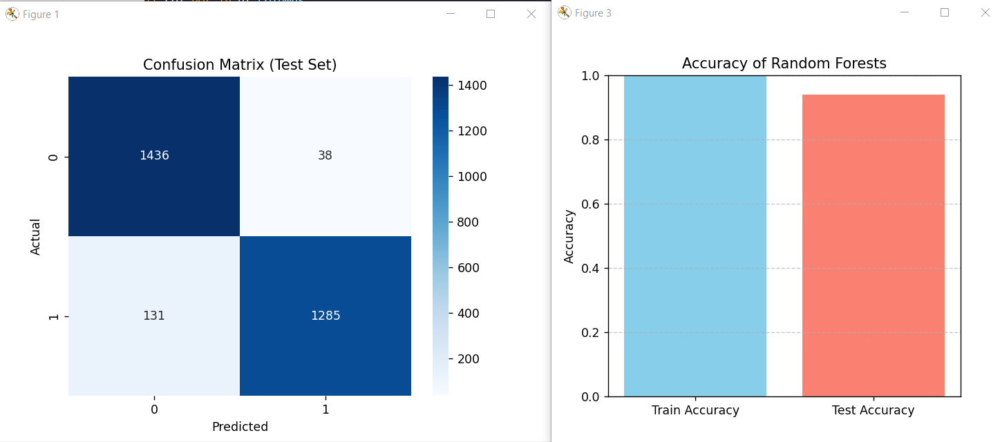 Figure 1
Confusion Matrix (Test Set)
1436
38
131
1285
0
1
Actual
0
1
Predicted
1400
1200
1000
800
600
400
200
Figure 3
Accuracy of Random Forests
1.0
0.8
0.6
0.4
0.2
0.0
Accuracy
Train Accuracy
Test Accuracy